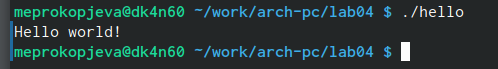 meprokopjeva@dk4n60 ~/work/arch-pc/lab04 $ ./hello
Hello world!
meprokopjeva@dk4n60 ~/work/arch-pc/lab04 $